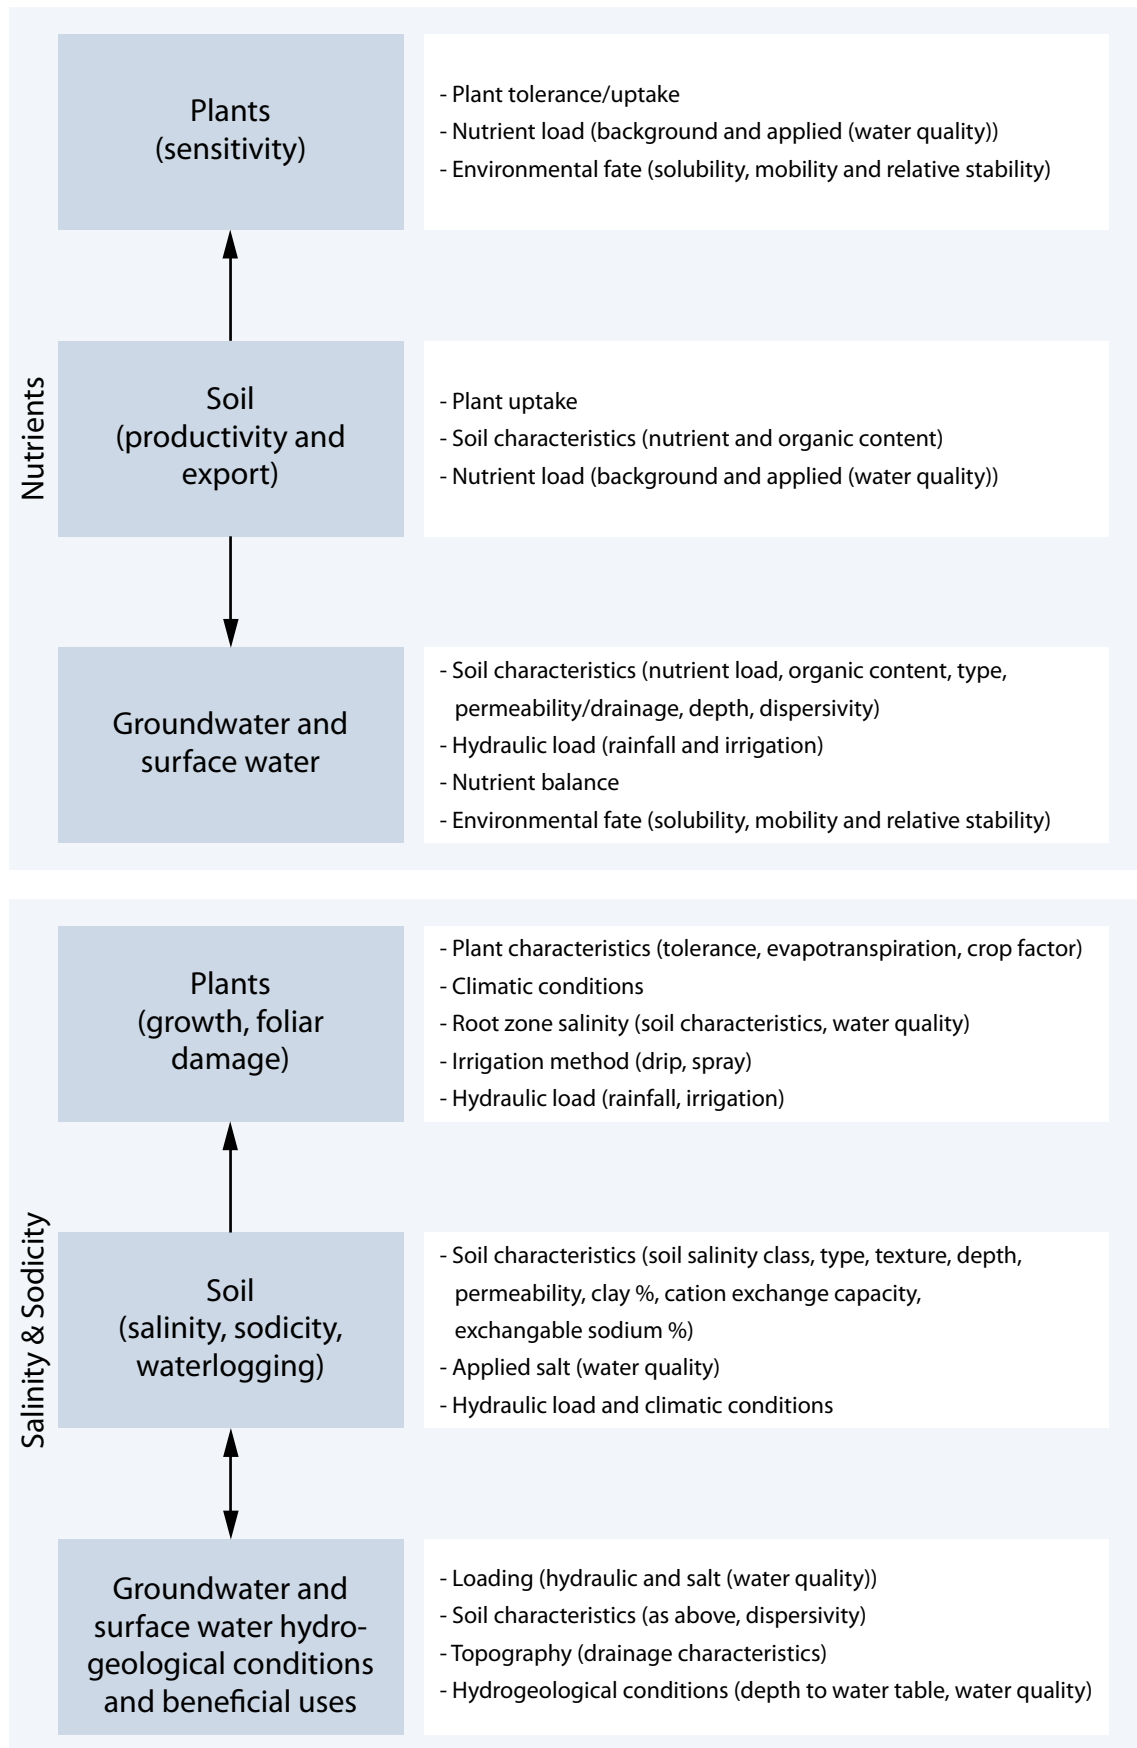 Nutrients
Plants
(sensitivity)
- Plant tolerance/uptake
- Nutrient load (background and applied (water quality))
- Environmental fate (solubility, mobility and relative stability)
Soil
(productivity and
export)
- Plant uptake
- Soil characteristics (nutrient and organic content)
- Nutrient load (background and applied (water quality))
Groundwater and
surface water
- Soil characteristics (nutrient load, organic content, type,
permeability/drainage, depth, dispersivity)
- Hydraulic load (rainfall and irrigation)
- Nutrient balance
- Environmental fate (solubility, mobility and relative stability)
Salinity & Sodicity
Plants
(growth, foliar
damage)
- Plant characteristics (tolerance, evapotranspiration, crop factor)
- Climatic conditions
- Root zone salinity (soil characteristics, water quality)
- Irrigation method (drip, spray)
- Hydraulic load (rainfall, irrigation)
Soil
(salinity, sodicity,
waterlogging)
- Soil characteristics (soil salinity class, type, texture, depth,
permeability, clay %, cation exchange capacity,
exchangable sodium %)
- Applied salt (water quality)
- Hydraulic load and climatic conditions
Groundwater and
surface water hydro-
geological conditions
and beneficial uses
- Loading (hydraulic and salt (water quality))
- Soil characteristics (as above, dispersivity)
- Topography (drainage characteristics)
- Hydrogeological conditions (depth to water table, water quality)